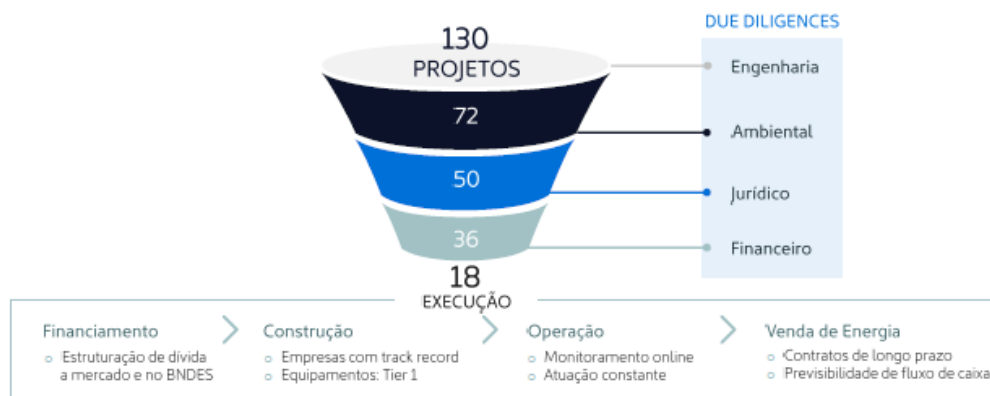 DUE DILIGENCES
130
PROJETOS
Engenharia
72
Ambiental
50
Jurídico
36
Financeiro
18
EXECUÇÃO
Financiamento
Estruturação de dívida
a mercado e no BNDES
Construção
Empresas com track record
Equipamentos: Tier 1
Operação
Monitoramento online
Atuação constante
Venda de Energia
Contratos de longo prazo
Previsibilidade de fluxo de caixa